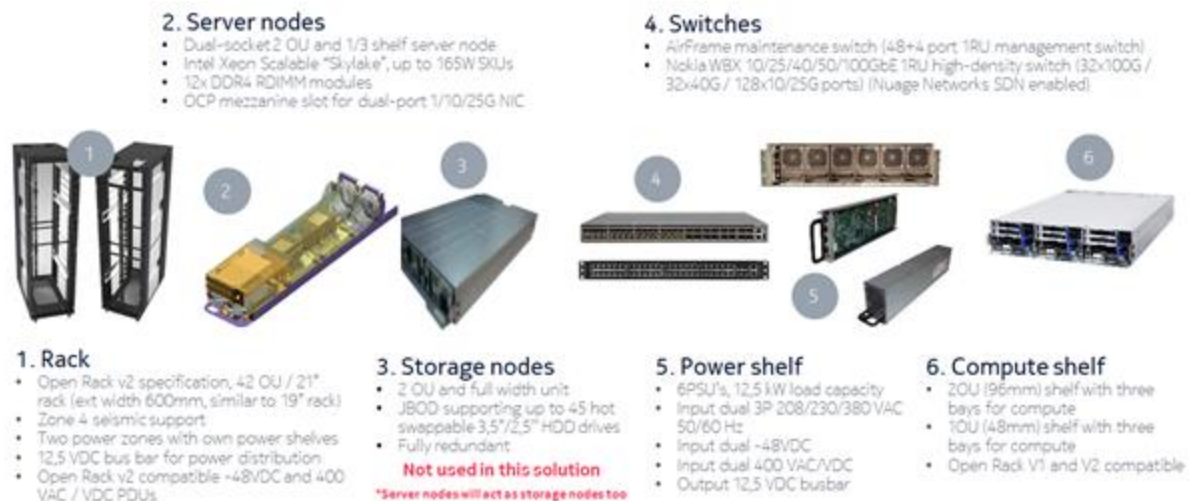 2. Server nodes
• Dual-socket 2 OU and 1/3 shelf server node
• Intel Xeon Scalable "Skylake", up to 165W SKUs
• 12x DDR4 RDIMM modules
• OCP mezzanine slot for dual-port 1/10/25G NIC
4. Switches
• AirFrame maintenance switch (48+4 port 1RU management switch)
• Nokia WBX 10/25/40/50/100GbE 1RU high-density switch (32x100G /
32x40G / 128x10/25G ports) (Nuage Networks SDN enabled)
1
2
3
4
5
6
1. Rack
• Open Rack v2 specification, 42 OU / 21"
rack (ext width 600mm, similar to 19" rack)
• Zone 4 seismic support
• Two power zones with own power shelves
• 12,5 VDC bus bar for power distribution
• Open Rack v2 compatible -48VDC and 400
VAC / VDC PDUs
3. Storage nodes
• 2 OU and full width unit
• JBOD supporting up to 45 hot
swappable 3,5"/2,5" HDD drives
• Fully redundant
Not used in this solution
*Server nodes will act as storage nodes too
5. Power shelf
• 6PSU's, 12,5 kW load capacity
• Input dual 3P 208/230/380 VAC
50/60 Hz
• Input dual -48VDC
• Input dual 400 VAC/VDC
• Output 12,5 VDC busbar
6. Compute shelf
• 2OU (96mm) shelf with three
bays for compute
• 1OU (48mm) shelf with three
bays for compute
• Open Rack V1 and V2 compatible